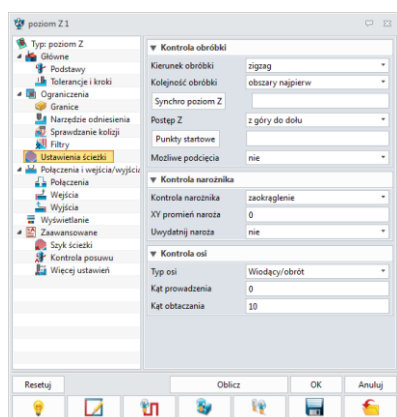 poziom Z 1
Typ: poziom Z
Główne
Podstawy
Tolerancje i kroki
Ograniczenia
Granice
Narzędzie odniesienia
Sprawdzanie kolizji
Filtry
Ustawienia ścieżki
Połączenia i wejścia/wyjścia
Połączenia
Wejścia
Wyjścia
Wyświetlanie
Zaawansowane
Szyk ścieżki
Kontrola posuwu
Więcej ustawień
Kontrola obróbki
Kierunek obróbki zigzag
Kolejność obróbki obszary najpierw
Synchro poziom Z
Postęp Z z góry do dołu
Punkty startowe
Możliwe podcięcia nie
Kontrola narożnika
Kontrola narożnika zaokrąglenie
XY promień naroża 0
Uwydatnij naroża nie
Kontrola osi
Typ osi Wiodący/obrót
Kąt prowadzenia 0
Kąt obtaczania 10
Resetuj Oblicz OK Anuluj